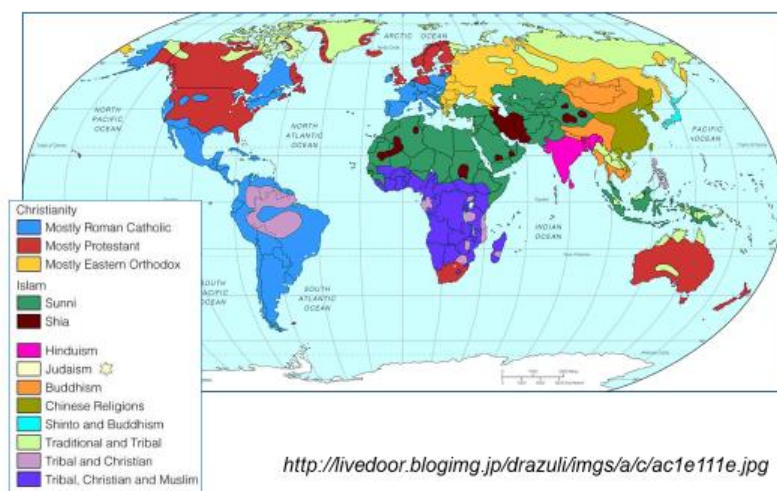 ARCTIC OCEAN
NORTH
PACIFIC
OCEAN
NORTH
ATLANTIC
OCEAN
PACIFIC
OCEAN
INDIAN
OCEAN
SOUTH
PACIFIC
OCEAN
SOUTH
ATLANTIC
OCEAN
Christianity
Mostly Roman Catholic
Mostly Protestant
Mostly Eastern Orthodox
Islam
Sunni
Shia
Hinduism
Judaism
Buddhism
Chinese Religions
Shinto and Buddhism
Traditional and Tribal
Tribal and Christian
Tribal, Christian and Muslim
http://livedoor.blogimg.jp/drazuli/imgs/a/c/ac1e111e.jpg